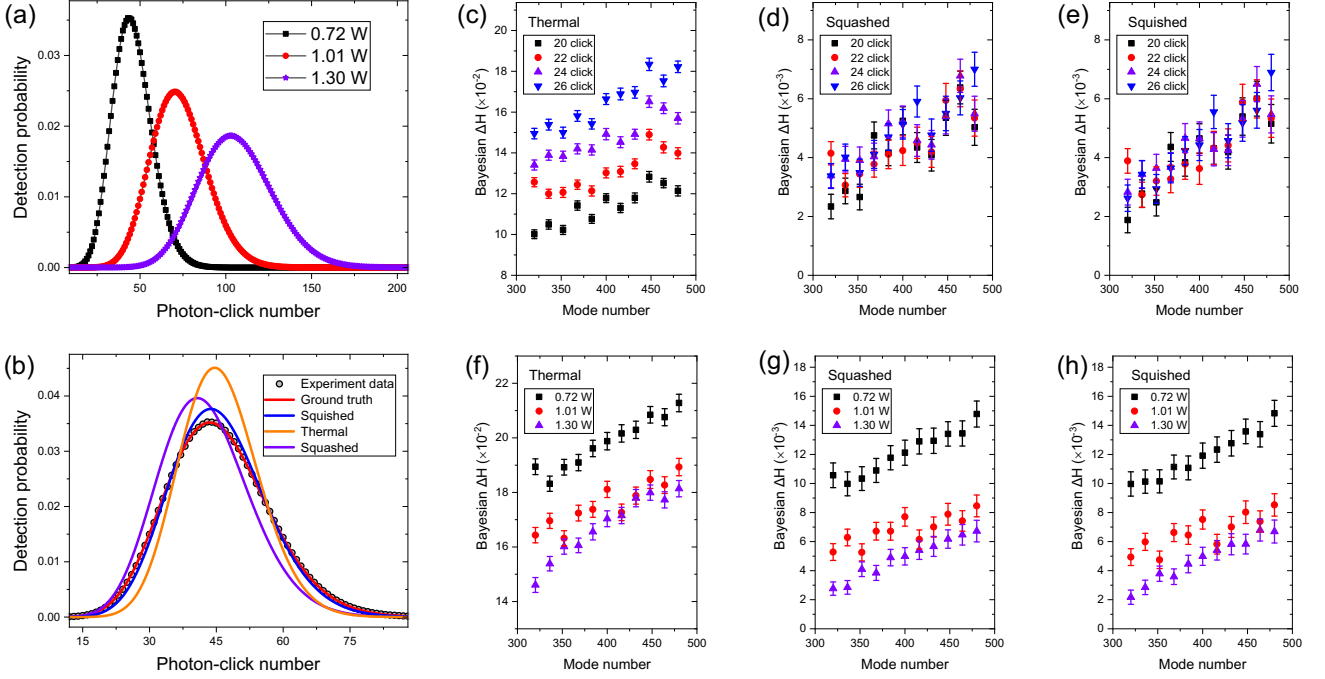 (a)
Detection probability
0.03
0.02
0.01
0.00
0.72 W
1.01 W
1.30 W
50
100
150
200
Photon-click number
(c)
Bayesian ΔH (×10⁻²)
20
18
16
14
12
10
8
Thermal
20 click
22 click
24 click
26 click
300
350
400
450
500
Mode number
(d)
Bayesian ΔH (×10⁻³)
8
6
4
2
0
Squashed
20 click
22 click
24 click
26 click
300
350
400
450
500
Mode number
(e)
Bayesian ΔH (×10⁻³)
8
6
4
2
0
Squished
20 click
22 click
24 click
26 click
300
350
400
450
500
Mode number
(b)
Detection probability
0.04
0.03
0.02
0.01
0.00
Experiment data
Ground truth
Squished
Thermal
Squashed
15
30
45
60
75
Photon-click number
(f)
Bayesian ΔH (×10⁻²)
22
21
20
18
17
16
14
13
Thermal
0.72 W
1.01 W
1.30 W
300
350
400
450
500
Mode number
(g)
Bayesian ΔH (×10⁻³)
18
16
14
12
10
8
6
4
2
0
Squashed
0.72 W
1.01 W
1.30 W
300
350
400
450
500
Mode number
(h)
Bayesian ΔH (×10⁻³)
18
16
14
12
10
8
6
4
2
0
Squished
0.72 W
1.01 W
1.30 W
300
350
400
450
500
Mode number